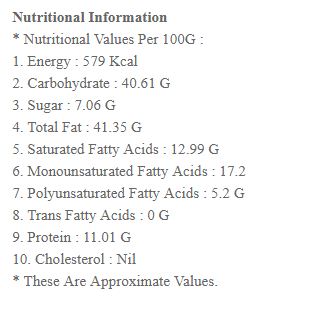 Nutritional Information
* Nutritional Values Per 100G :
1. Energy : 579 Kcal
2. Carbohydrate : 40.61 G
3. Sugar : 7.06 G
4. Total Fat : 41.35 G
5. Saturated Fatty Acids : 12.99 G
6. Monounsaturated Fatty Acids : 17.2
7. Polyunsaturated Fatty Acids : 5.2 G
8. Trans Fatty Acids : 0 G
9. Protein : 11.01 G
10. Cholesterol : Nil
* These Are Approximate Values.